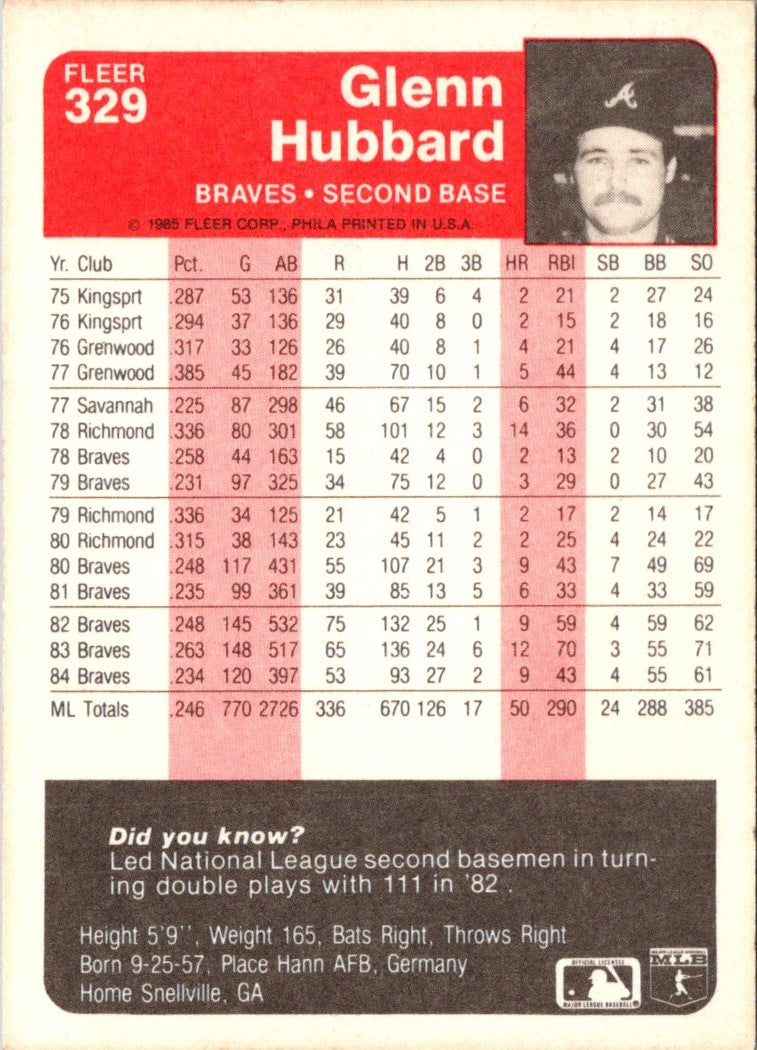 FLEER
329
Glenn
Hubbard
BRAVES • SECOND BASE
© 1985 FLEER CORP., PHILA PRINTED IN U.S.A.
Yr. Club Pct. G AB R H 2B 3B HR RBI SB BB SO
75 Kingsprt .287 53 136 31 39 6 4 2 21 2 27 24
76 Kingsprt .294 37 136 29 40 8 0 2 15 2 18 16
76 Grenwood .317 33 126 26 40 8 1 4 21 4 17 26
77 Grenwood .385 45 182 39 70 10 1 5 44 4 13 12
77 Savannah .225 87 298 46 67 15 2 6 32 2 31 38
78 Richmond .336 80 301 58 101 12 3 14 36 0 30 54
78 Braves .258 44 163 15 42 4 0 2 13 2 10 20
79 Braves .231 97 325 34 75 12 0 3 29 0 27 43
79 Richmond .336 34 125 21 42 5 1 2 17 2 14 17
80 Richmond .315 38 143 23 45 11 2 2 25 4 24 22
80 Braves .248 117 431 55 107 21 3 9 43 7 49 69
81 Braves .235 99 361 39 85 13 5 6 33 4 33 59
82 Braves .248 145 532 75 132 25 1 9 59 4 59 62
83 Braves .263 148 517 65 136 24 6 12 70 3 55 71
84 Braves .234 120 397 53 93 27 2 9 43 4 55 61
ML Totals .246 770 2726 336 670 126 17 50 290 24 288 385
Did you know?
Led National League second basemen in turn-
ing double plays with 111 in '82 .
Height 5'9'', Weight 165, Bats Right, Throws Right
Born 9-25-57, Place Hann AFB, Germany
Home Snellville, GA
OFFICIAL LICENSEE
MAJOR LEAGUE BASEBALL
MAJOR LEAGUE BASEBALL
MLB